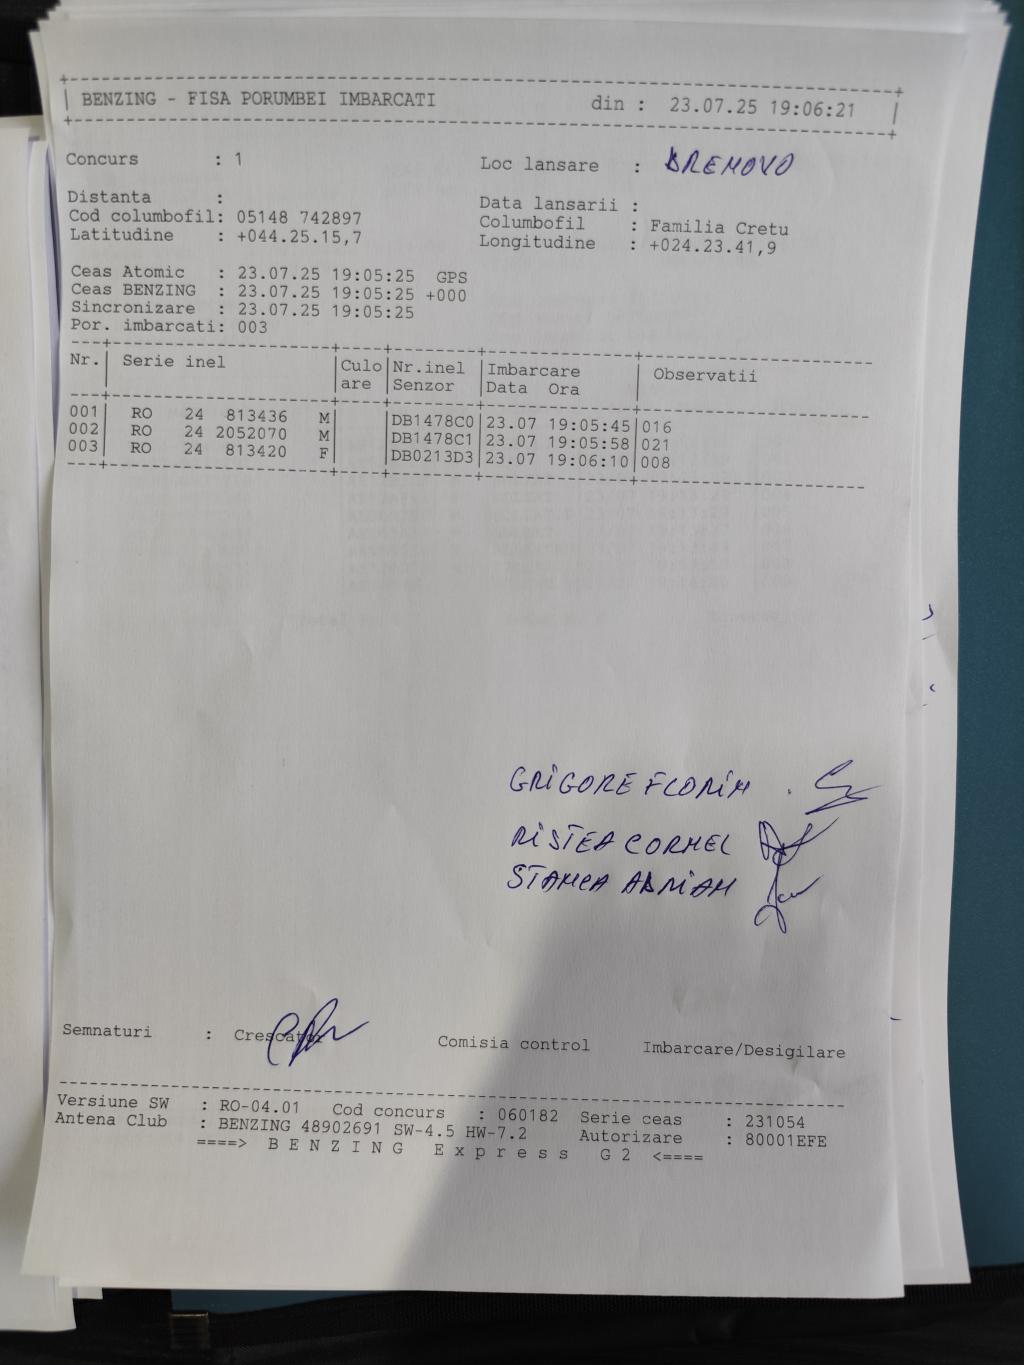 BENZING - FISA PORUMBEI IMBARCATI din : 23.07.25 19:06:21
Concurs : 1 Loc lansare : BREMOVO
Distanta : Data lansarii :
Cod columbofil: 05148 742897 Columbofil : Familia Cretu
Latitudine : +044.25.15,7 Longitudine : +024.23.41,9
Ceas Atomic : 23.07.25 19:05:25 GPS
Ceas BENZING : 23.07.25 19:05:25 +000
Sincronizare : 23.07.25 19:05:25
Por. imbarcati: 003
Nr. Serie inel Culo Nr.inel Imbarcare Observatii
are Senzor Data Ora
001 RO 24 813436 M DB1478C0 23.07 19:05:45 016
002 RO 24 2052070 M DB1478C1 23.07 19:05:58 021
003 RO 24 813420 F DB0213D3 23.07 19:06:10 008
GRIGORE FLORIN
RISTEA CORNEL
STANCA ADRIAN
Semnaturi : Crescator Comisia control Imbarcare/Desigilare
Versiune SW : RO-04.01 Cod concurs : 060182 Serie ceas : 231054
Antena Club : BENZING 48902691 SW-4.5 HW-7.2 Autorizare : 80001EFE
====> B E N Z I N G E x p r e s s G 2 <====